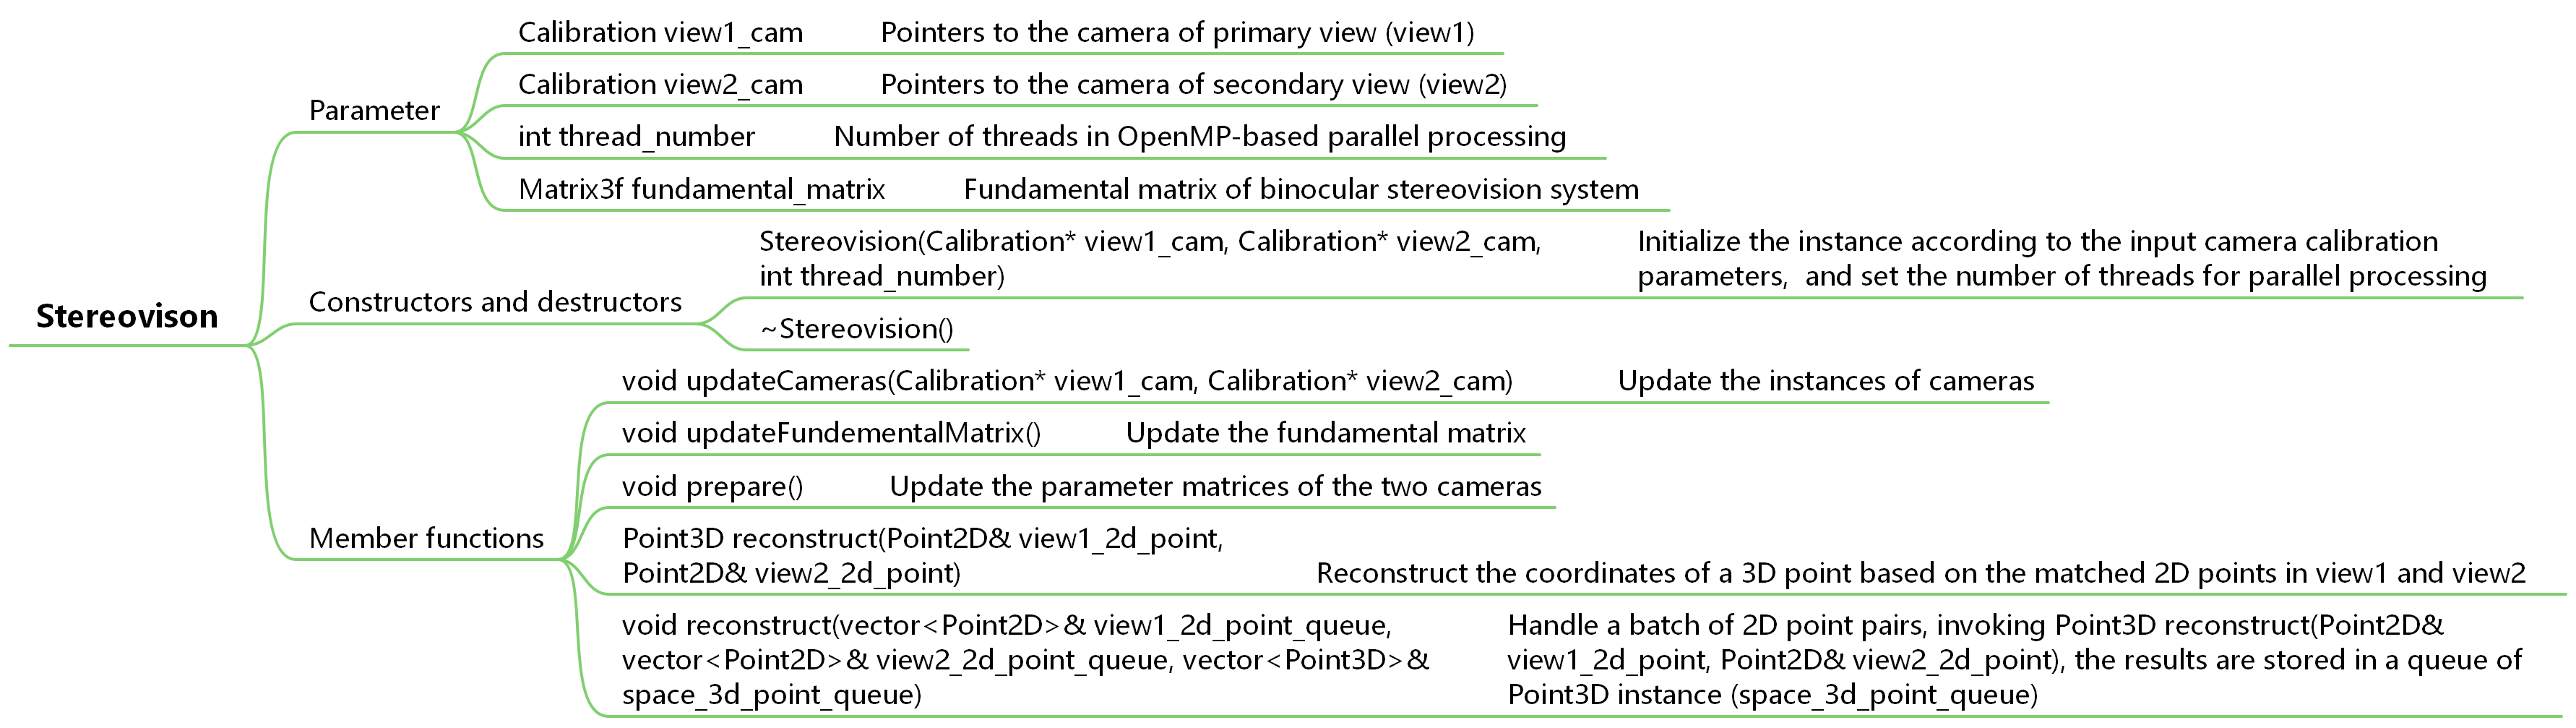 Stereovison
Parameter
Calibration view1_cam Pointers to the camera of primary view (view1)
Calibration view2_cam Pointers to the camera of secondary view (view2)
int thread_number Number of threads in OpenMP-based parallel processing
Matrix3f fundamental_matrix Fundamental matrix of binocular stereovision system
Constructors and destructors
Stereovision(Calibration* view1_cam, Calibration* view2_cam,
int thread_number)
Initialize the instance according to the input camera calibration
parameters,  and set the number of threads for parallel processing
~Stereovision()
Member functions
void updateCameras(Calibration* view1_cam, Calibration* view2_cam) Update the instances of cameras
void updateFundementalMatrix() Update the fundamental matrix
void prepare() Update the parameter matrices of the two cameras
Point3D reconstruct(Point2D& view1_2d_point,
Point2D& view2_2d_point)
Reconstruct the coordinates of a 3D point based on the matched 2D points in view1 and view2
void reconstruct(vector<Point2D>& view1_2d_point_queue,
vector<Point2D>& view2_2d_point_queue, vector<Point3D>&
space_3d_point_queue)
Handle a batch of 2D point pairs, invoking Point3D reconstruct(Point2D&
view1_2d_point, Point2D& view2_2d_point), the results are stored in a queue of
Point3D instance (space_3d_point_queue)